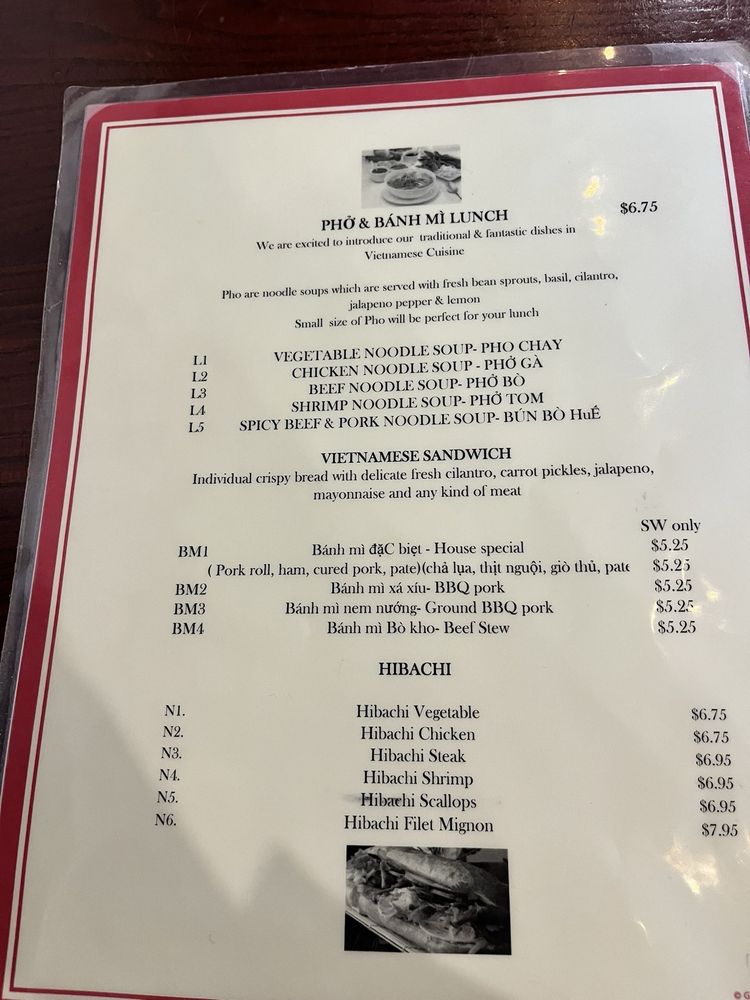 PHỞ & BÁNH MÌ LUNCH $6.75
We are excited to introduce our traditional & fantastic dishes in
Vietnamese Cuisine
Pho are noodle soups which are served with fresh bean sprouts, basil, cilantro,
jalapeno pepper & lemon
Small size of Pho will be perfect for your lunch
L1 VEGETABLE NOODLE SOUP- PHO CHAY
L2 CHICKEN NOODLE SOUP - PHỞ GÀ
L3 BEEF NOODLE SOUP- PHỞ BÒ
L4 SHRIMP NOODLE SOUP- PHỞ TOM
L5 SPICY BEEF & PORK NOODLE SOUP- BÚN BÒ HuẾ
VIETNAMESE SANDWICH
Individual crispy bread with delicate fresh cilantro, carrot pickles, jalapeno,
mayonnaise and any kind of meat
SW only
BM1 Bánh mì đặC biẹt - House special $5.25
( Pork roll, ham, cured pork, pate)(chả lụa, thịt nguội, giò thủ, pate $5.25
BM2 Bánh mì xá xíu- BBQ pork $5.25
BM3 Bánh mì nem nướng- Ground BBQ pork $5.25
BM4 Bánh mì Bò kho- Beef Stew $5.25
HIBACHI
N1. Hibachi Vegetable $6.75
N2. Hibachi Chicken $6.75
N3. Hibachi Steak $6.95
N4. Hibachi Shrimp $6.95
N5. Hibachi Scallops $6.95
N6. Hibachi Filet Mignon $7.95